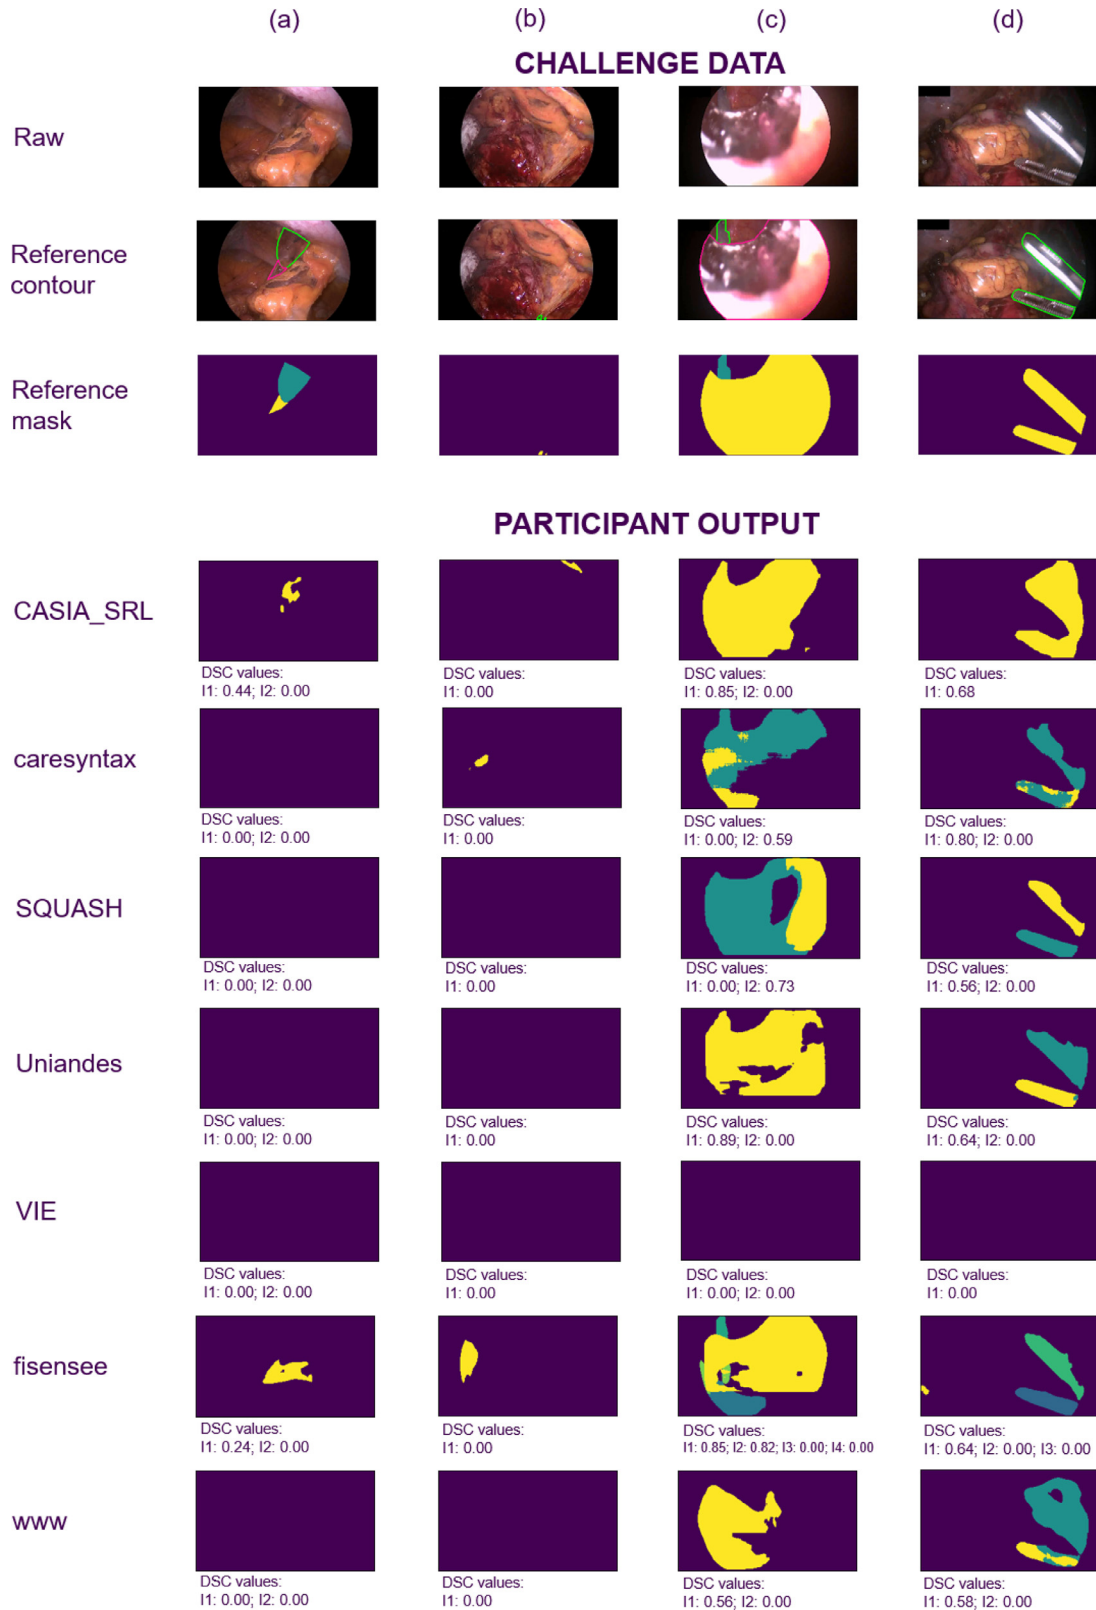 (a) (b) (c) (d)
CHALLENGE DATA
Raw
Reference
contour
Reference
mask
PARTICIPANT OUTPUT
CASIA_SRL
DSC values: DSC values: DSC values: DSC values:
I1: 0.44; I2: 0.00 I1: 0.00 I1: 0.85; I2: 0.00 I1: 0.68
caresyntax
DSC values: DSC values: DSC values: DSC values:
I1: 0.00; I2: 0.00 I1: 0.00 I1: 0.00; I2: 0.59 I1: 0.80; I2: 0.00
SQUASH
DSC values: DSC values: DSC values: DSC values:
I1: 0.00; I2: 0.00 I1: 0.00 I1: 0.00; I2: 0.73 I1: 0.56; I2: 0.00
Uniandes
DSC values: DSC values: DSC values: DSC values:
I1: 0.00; I2: 0.00 I1: 0.00 I1: 0.89; I2: 0.00 I1: 0.64; I2: 0.00
VIE
DSC values: DSC values: DSC values: DSC values:
I1: 0.00; I2: 0.00 I1: 0.00 I1: 0.00; I2: 0.00 I1: 0.00
fisensee
DSC values: DSC values: DSC values: DSC values:
I1: 0.24; I2: 0.00 I1: 0.00 I1: 0.85; I2: 0.82; I3: 0.00; I4: 0.00 I1: 0.64; I2: 0.00; I3: 0.00
www
DSC values: DSC values: DSC values: DSC values:
I1: 0.00; I2: 0.00 I1: 0.00 I1: 0.56; I2: 0.00 I1: 0.58; I2: 0.00